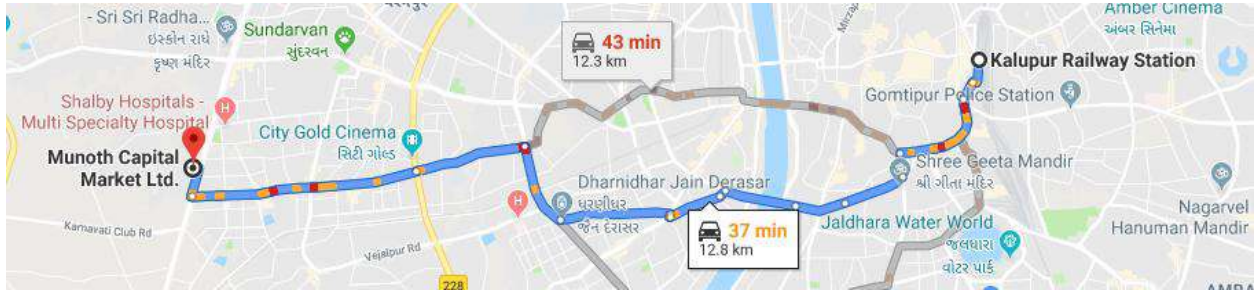 - Sri Sri Radha...
ઇસ્કોન રાધે
કૃષ્ણ મંદિર
Sundarvan
સુંદરવન
43 min
12.3 km
Mirzap
Amber Cinema
અંબર સિનેમા
Kalupur Railway Station
Gomtipur Police Station
Shalby Hospitals -
Multi Specialty Hospital
City Gold Cinema
સિટી ગોલ્ડ
Munoth Capital
Market Ltd.
Shree Geeta Mandir
શ્રી ગીતા મંદિર
Dharnidhar Jain Derasar
ધરણીધર
જૈન દેરાસર
37 min
12.8 km
Jaldhara Water World
જલધારા
વોટર પાર્ક
Nagarvel
Hanuman Mandir
Karnavati Club Rd
Vejalpur Rd
228